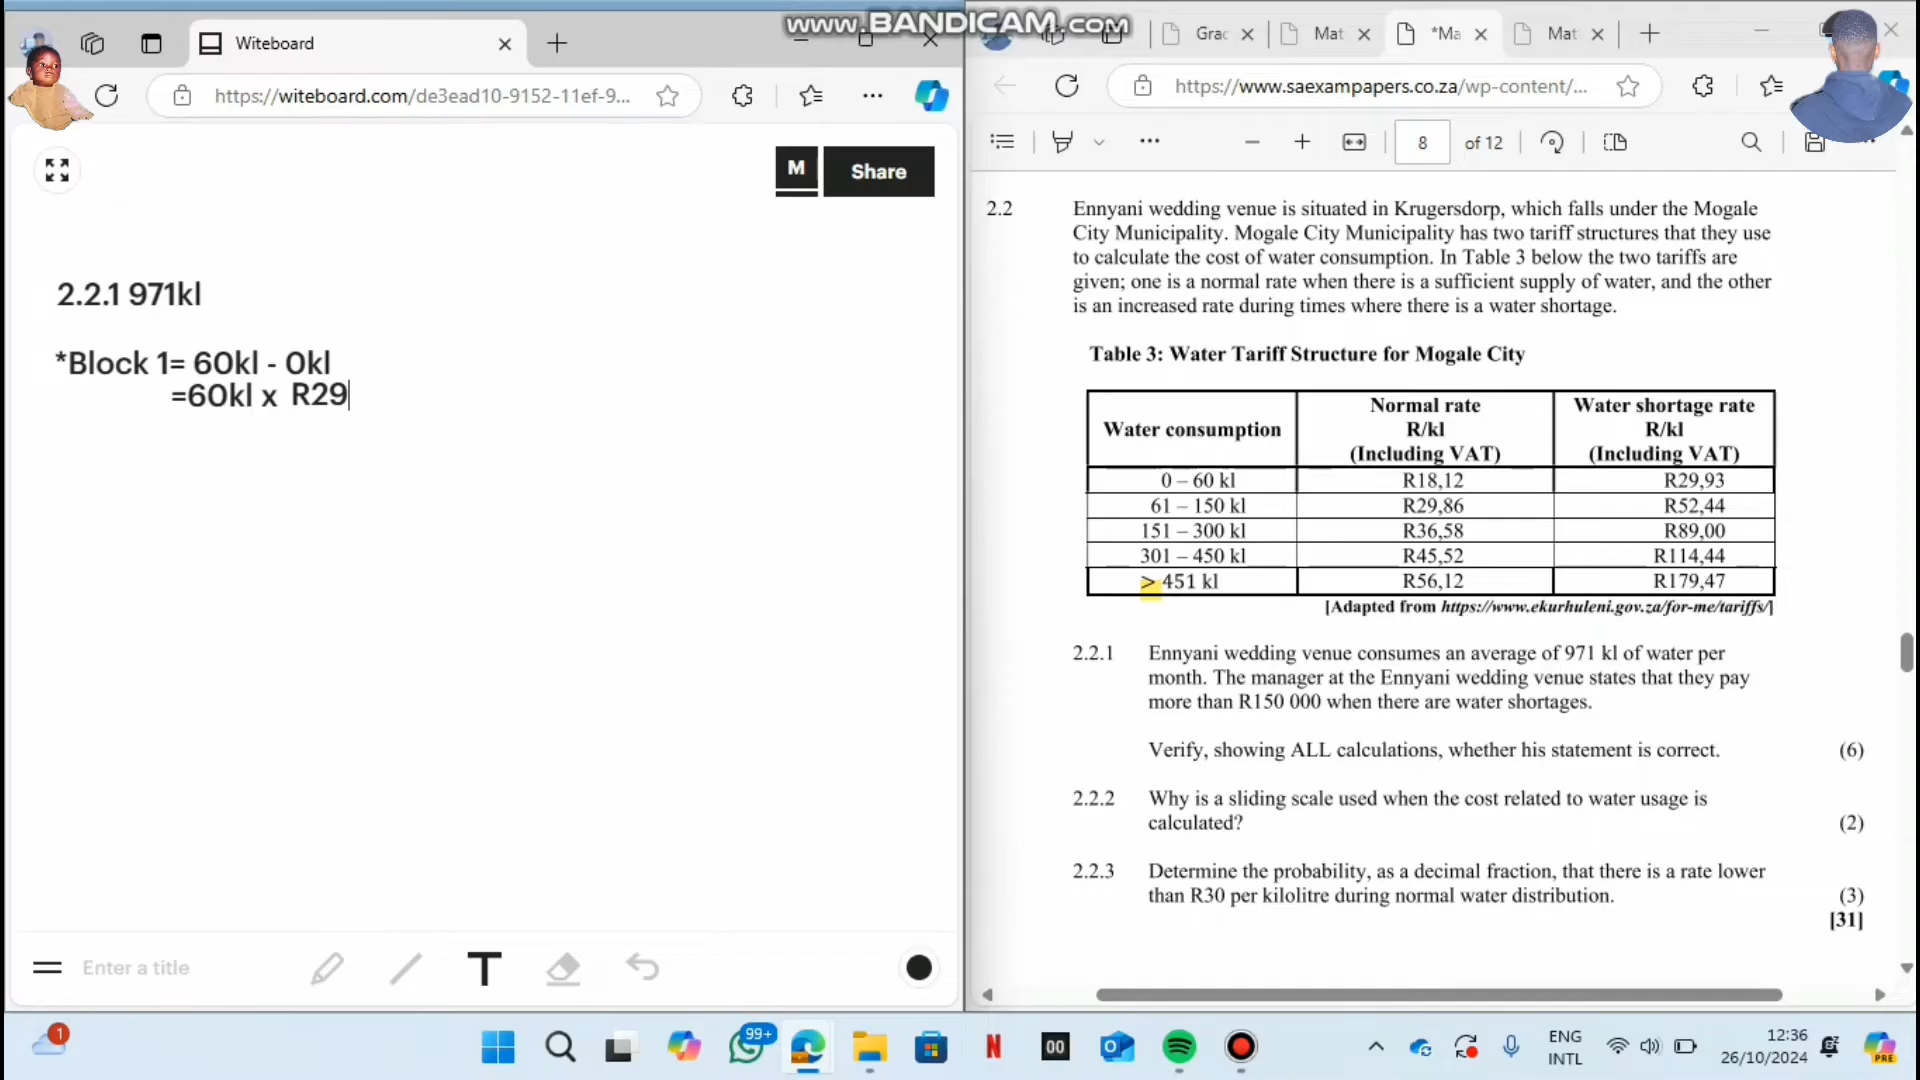 www.BANDICAM.com
Witeboard
https://witeboard.com/de3ead10-9152-11ef-9...
M
Share
2.2.1 971kl
*Block 1= 60kl - 0kl
=60kl x R29
Enter a title
Grac
Mat
*Ma
Mat
https://www.saexampapers.co.za/wp-content/...
8
of 12
2.2 Ennyani wedding venue is situated in Krugersdorp, which falls under the Mogale
City Municipality. Mogale City Municipality has two tariff structures that they use
to calculate the cost of water consumption. In Table 3 below the two tariffs are
given; one is a normal rate when there is a sufficient supply of water, and the other
is an increased rate during times where there is a water shortage.
Table 3: Water Tariff Structure for Mogale City
Water consumption
Normal rate
R/kl
(Including VAT)
Water shortage rate
R/kl
(Including VAT)
0 – 60 kl R18,12 R29,93
61 – 150 kl R29,86 R52,44
151 – 300 kl R36,58 R89,00
301 – 450 kl R45,52 R114,44
> 451 kl R56,12 R179,47
[Adapted from https://www.ekurhuleni.gov.za/for-me/tariffs/]
2.2.1 Ennyani wedding venue consumes an average of 971 kl of water per
month. The manager at the Ennyani wedding venue states that they pay
more than R150 000 when there are water shortages.
Verify, showing ALL calculations, whether his statement is correct. (6)
2.2.2 Why is a sliding scale used when the cost related to water usage is
calculated? (2)
2.2.3 Determine the probability, as a decimal fraction, that there is a rate lower
than R30 per kilolitre during normal water distribution. (3)
[31]
1
99+
N
ENG
INTL
12:36
26/10/2024
PRE